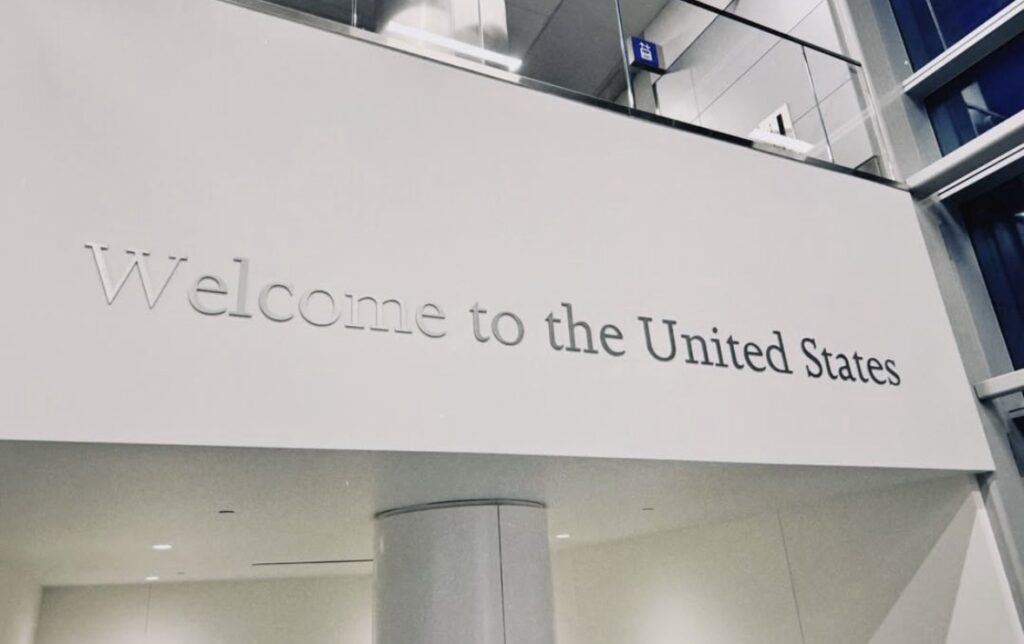 Welcome to the United States